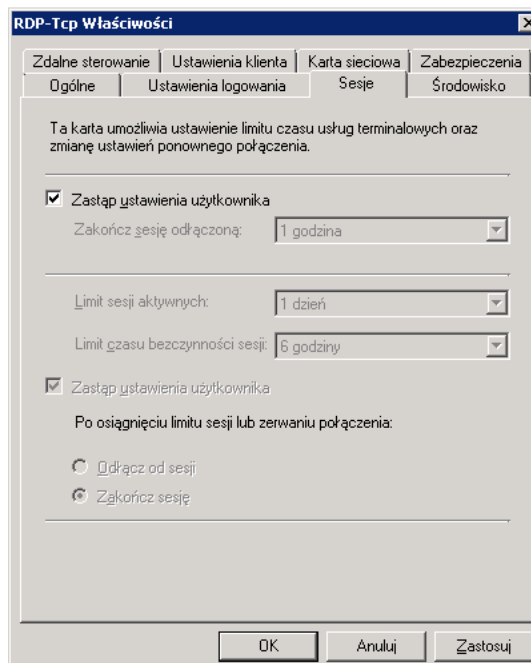 RDP-Tcp Właściwości
Zdalne sterowanie
Ustawienia klienta
Karta sieciowa
Zabezpieczenia
Ogólne
Ustawienia logowania
Sesje
Środowisko
Ta karta umożliwia ustawienie limitu czasu usług terminalowych oraz
zmianę ustawień ponownego połączenia.
Zastąp ustawienia użytkownika
Zakończ sesję odłączoną:
1 godzina
Limit sesji aktywnych:
1 dzień
Limit czasu bezczynności sesji:
6 godziny
Zastąp ustawienia użytkownika
Po osiągnięciu limitu sesji lub zerwaniu połączenia:
Odłącz od sesji
Zakończ sesję
OK
Anuluj
Zastosuj